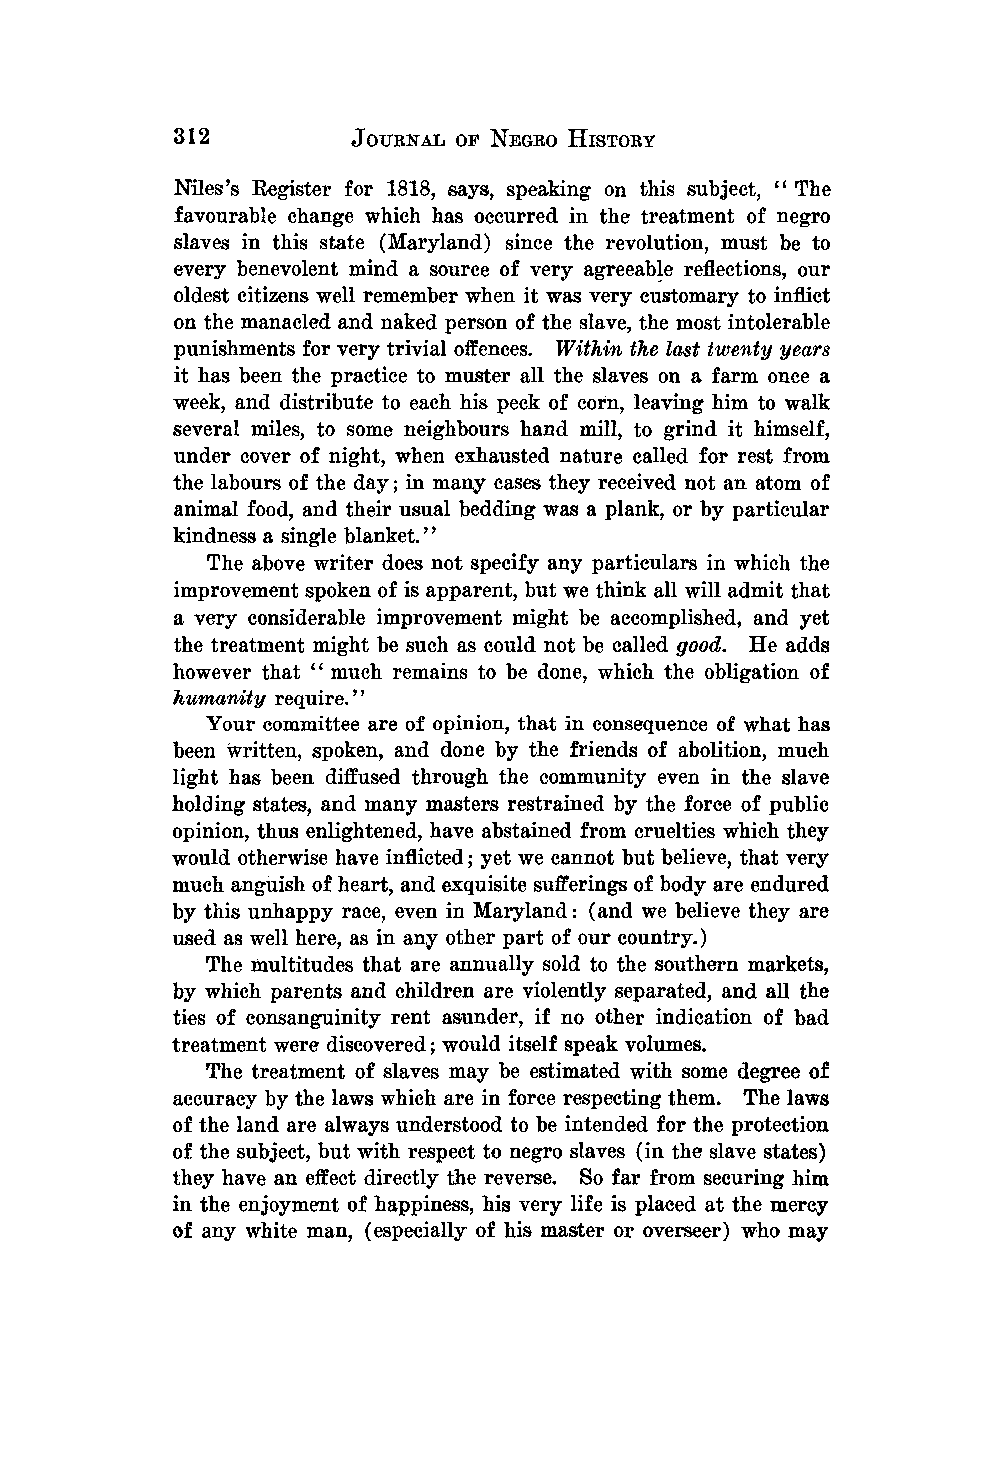 312 JOURNAL OF NEGRO HISTORY
Niles's Register for 1818, says, speaking on this subject, “ The
favourable change which has occurred in the treatment of negro
slaves in this state (Maryland) since the revolution, must be to
every benevolent mind a source of very agreeable reflections, our
oldest citizens well remember when it was very customary to inflict
on the manacled and naked person of the slave, the most intolerable
punishments for very trivial offences. Within the last twenty years
it has been the practice to muster all the slaves on a farm once a
week, and distribute to each his peck of corn, leaving him to walk
several miles, to some neighbours hand mill, to grind it himself,
under cover of night, when exhausted nature called for rest from
the labours of the day; in many cases they received not an atom of
animal food, and their usual bedding was a plank, or by particular
kindness a single blanket.”
The above writer does not specify any particulars in which the
improvement spoken of is apparent, but we think all will admit that
a very considerable improvement might be accomplished, and yet
the treatment might be such as could not be called good. He adds
however that “ much remains to be done, which the obligation of
humanity require.”
Your committee are of opinion, that in consequence of what has
been written, spoken, and done by the friends of abolition, much
light has been diffused through the community even in the slave
holding states, and many masters restrained by the force of public
opinion, thus enlightened, have abstained from cruelties which they
would otherwise have inflicted; yet we cannot but believe, that very
much anguish of heart, and exquisite sufferings of body are endured
by this unhappy race, even in Maryland: (and we believe they are
used as well here, as in any other part of our country.)
The multitudes that are annually sold to the southern markets,
by which parents and children are violently separated, and all the
ties of consanguinity rent asunder, if no other indication of bad
treatment were discovered; would itself speak volumes.
The treatment of slaves may be estimated with some degree of
accuracy by the laws which are in force respecting them. The laws
of the land are always understood to be intended for the protection
of the subject, but with respect to negro slaves (in the slave states)
they have an effect directly the reverse. So far from securing him
in the enjoyment of happiness, his very life is placed at the mercy
of any white man, (especially of his master or overseer) who may